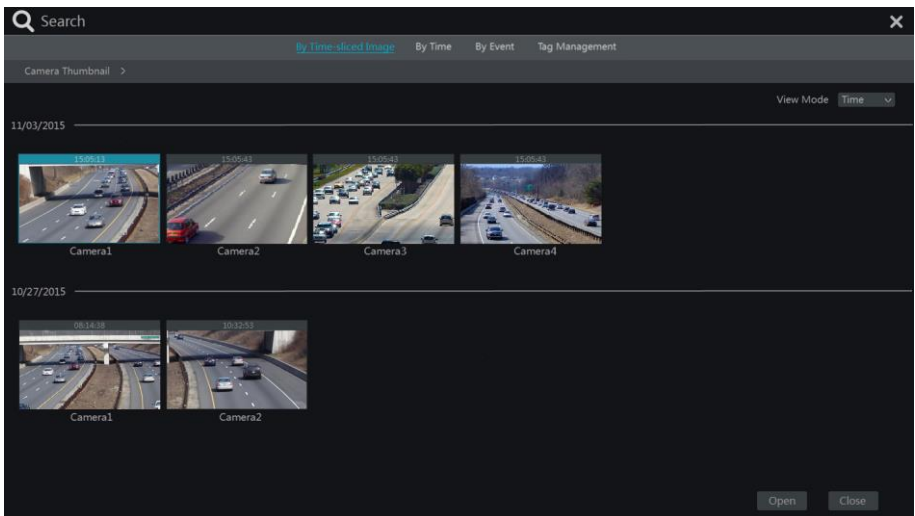 Search
By Time-sliced Image By Time By Event Tag Management
Camera Thumbnail >
View Mode Time
11/03/2015
15:05:13 15:05:43 15:05:43 15:05:43
Camera1 Camera2 Camera3 Camera4
10/27/2015
08:14:18 10:32:53
Camera1 Camera2
Open Close